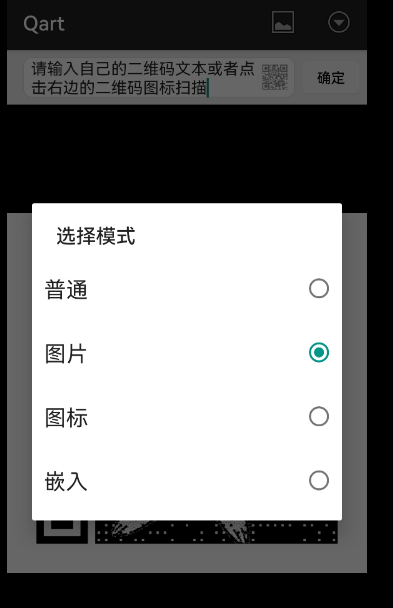 Qart
请输入自己的二维码文本或者点
击右边的二维码图标扫描
确定
选择模式
普通
图片
图标
嵌入